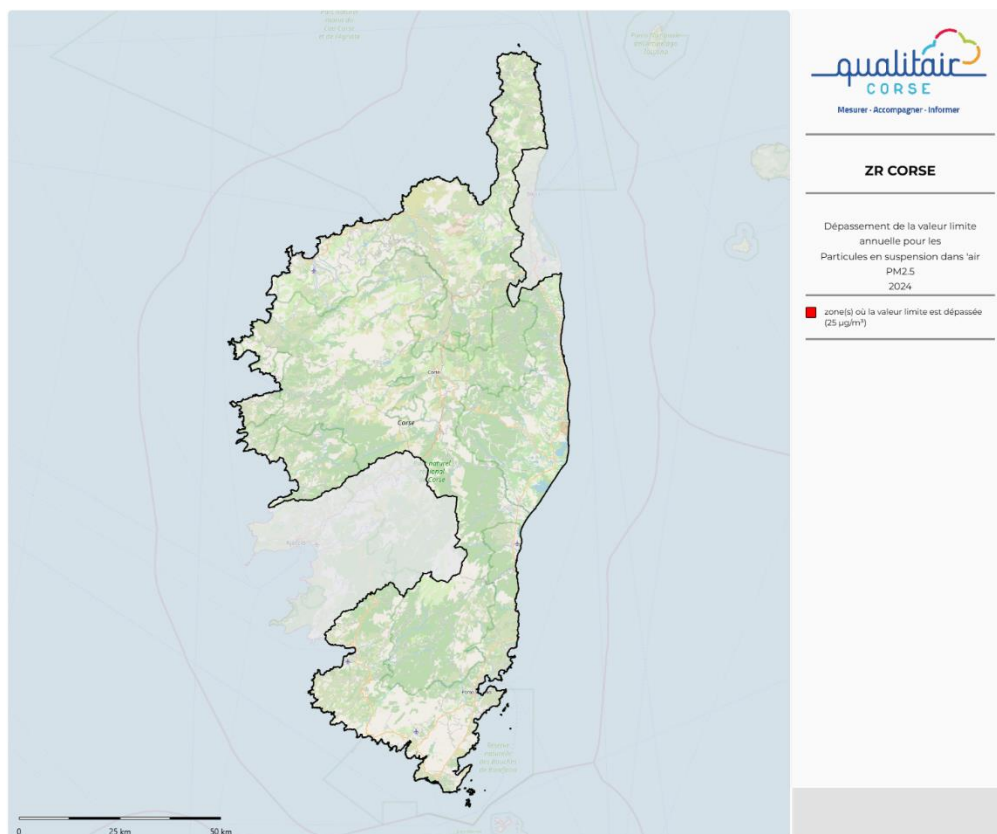 qualitair
CORSE
Mesurer - Accompagner - Informer
ZR CORSE
Dépassement de la valeur limite
annuelle pour les
Particules en suspension dans 'air
PM2.5
2024
zone(s) où la valeur limite est dépassée
(25 µg/m³)
Corte
Corse
naturel
Corse
0 25 km 50 km